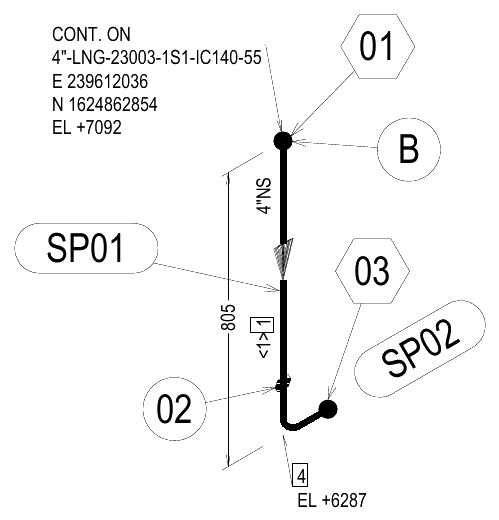 CONT. ON
4"-LNG-23003-1S1-IC140-55
E 239612036
N 1624862854
EL +7092
01
B
4"NS
SP01
03
805
<1> 1
SP02
02
4
EL +6287